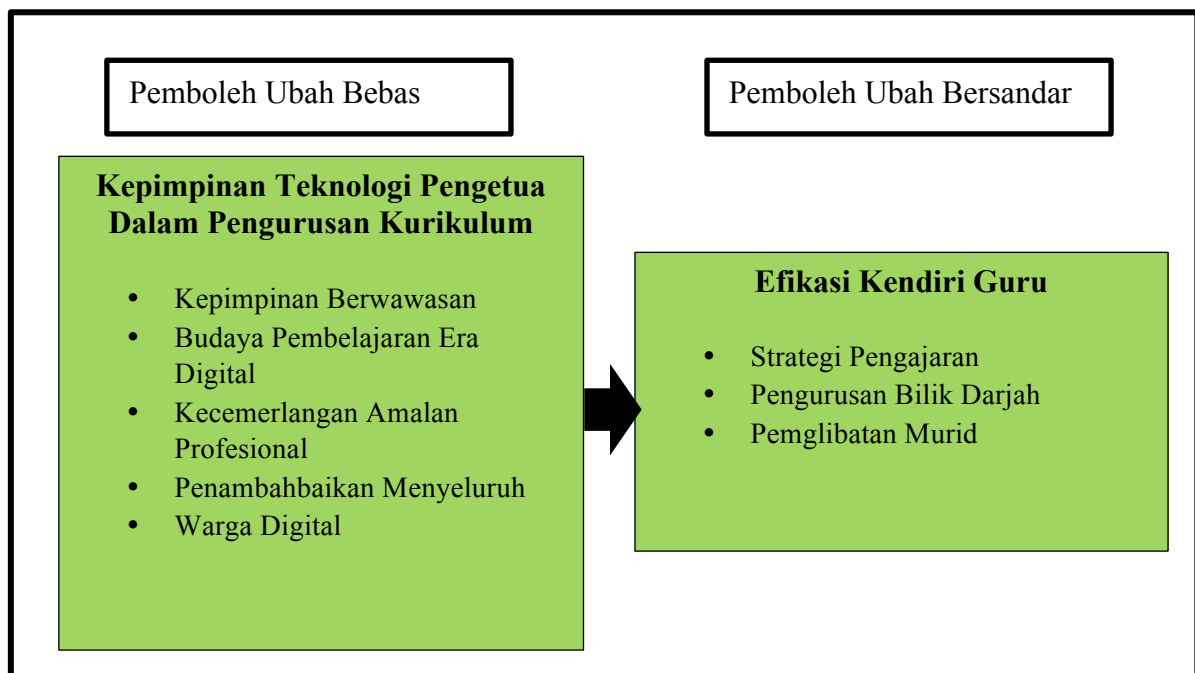 Pemboleh Ubah Bebas
Pemboleh Ubah Bersandar
Kepimpinan Teknologi Pengetua
Dalam Pengurusan Kurikulum
• Kepimpinan Berwawasan
• Budaya Pembelajaran Era
Digital
• Kecemerlangan Amalan
Profesional
• Penambahbaikan Menyeluruh
• Warga Digital
Efikasi Kendiri Guru
• Strategi Pengajaran
• Pengurusan Bilik Darjah
• Pemglibatan Murid